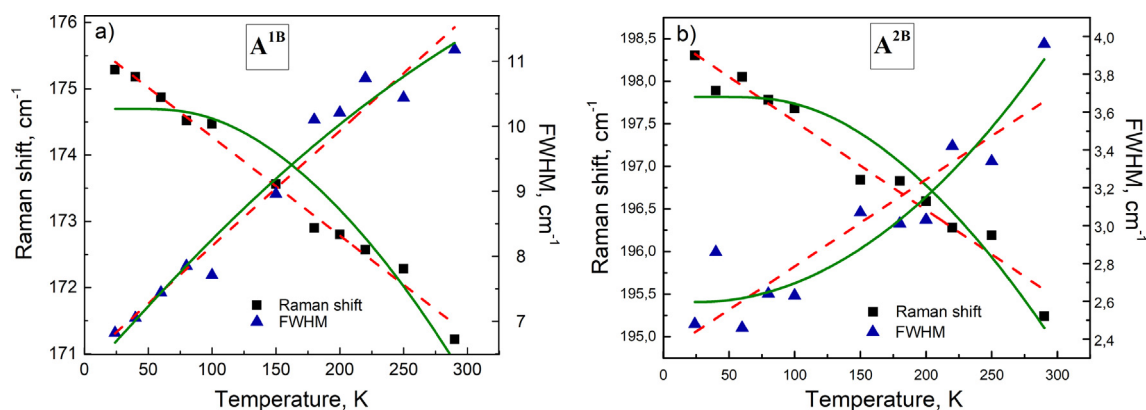 a)
A1B
Raman shift, cm-1
176
175
174
173
172
171
11
10
9
8
7
FWHM, cm-1
Raman shift
FWHM
0 50 100 150 200 250 300
Temperature, K
b)
A2B
Raman shift, cm-1
198,5
198,0
197,5
197,0
196,5
196,0
195,5
195,0
4,0
3,8
3,6
3,4
3,2
3,0
2,8
2,6
2,4
FWHM, cm-1
Raman shift
FWHM
0 50 100 150 200 250 300
Temperature, K